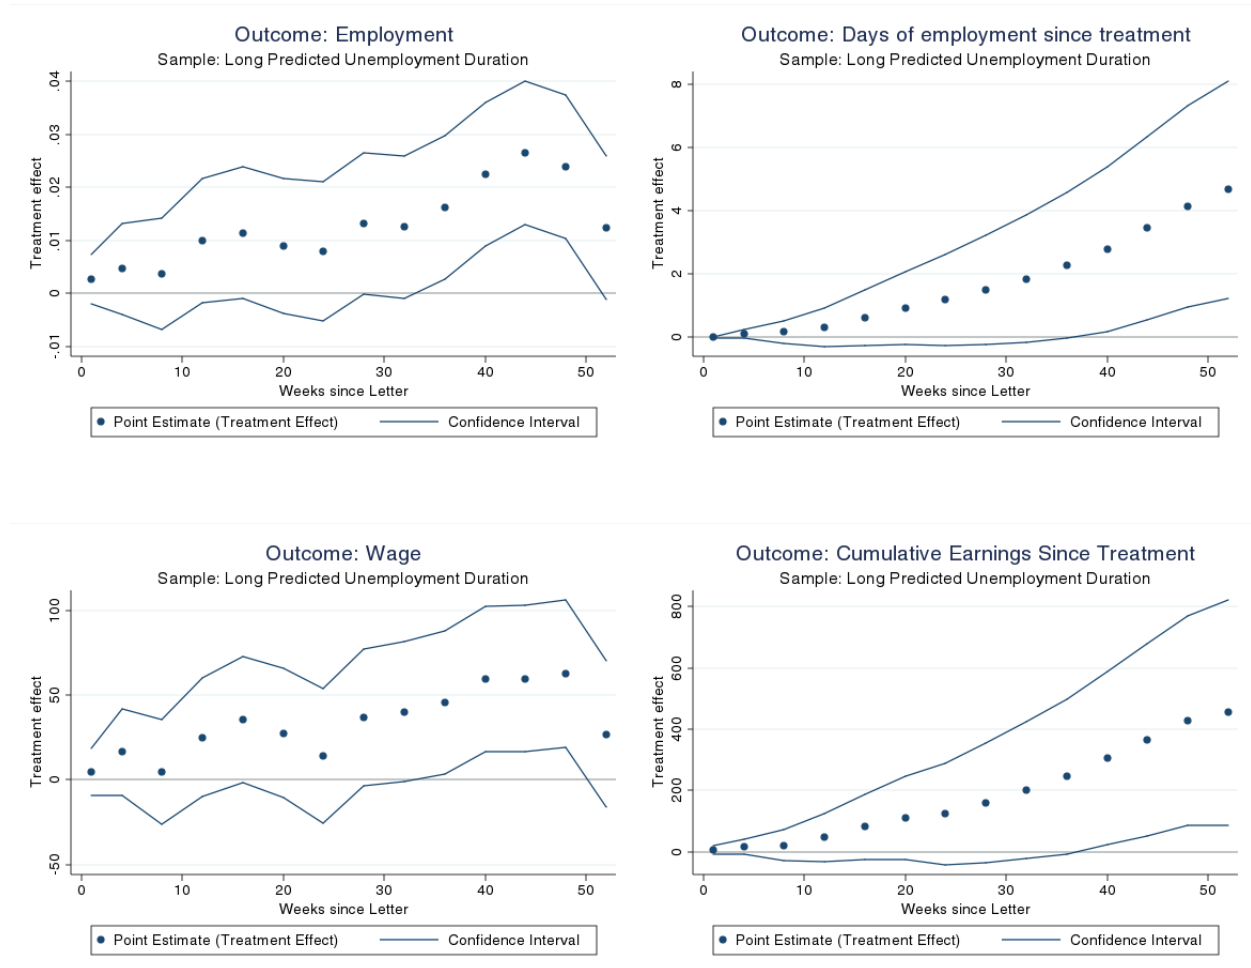 Outcome: Employment
Sample: Long Predicted Unemployment Duration
Treatment effect
.04
.03
.02
.01
0
-.01
0 10 20 30 40 50
Weeks since Letter
Point Estimate (Treatment Effect) Confidence Interval
Outcome: Days of employment since treatment
Sample: Long Predicted Unemployment Duration
Treatment effect
8
6
4
2
0
0 10 20 30 40 50
Weeks since Letter
Point Estimate (Treatment Effect) Confidence Interval
Outcome: Wage
Sample: Long Predicted Unemployment Duration
Treatment effect
100
50
0
-50
0 10 20 30 40 50
Weeks since Letter
Point Estimate (Treatment Effect) Confidence Interval
Outcome: Cumulative Earnings Since Treatment
Sample: Long Predicted Unemployment Duration
Treatment effect
800
600
400
200
0
0 10 20 30 40 50
Weeks since Letter
Point Estimate (Treatment Effect) Confidence Interval